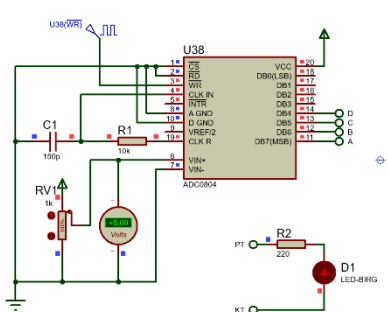 U38(WR)
U38
1 CS VCC 20
2 RD DB0(LSB) 18
3 WR DB1 17
4 CLK IN DB2 16
5 INTR DB3 15
8 A GND DB4 14 D
10 D GND DB5 13 C
9 VREF/2 DB6 12 B
19 CLK R DB7(MSB) 11 A
6 VIN+
7 VIN-
ADC0804
C1
150p
R1
10k
RV1
1k
+5.00
Volts
PT
R2
220
D1
LED-BIRG
KT